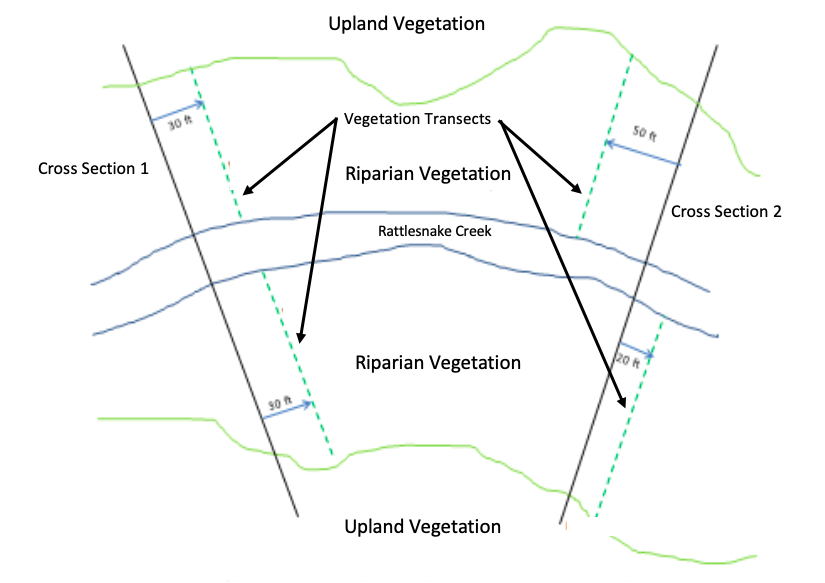 Upland Vegetation
30 ft
Vegetation Transects
50 ft
Cross Section 1
Riparian Vegetation
Cross Section 2
Rattlesnake Creek
Riparian Vegetation
20 ft
30 ft
Upland Vegetation